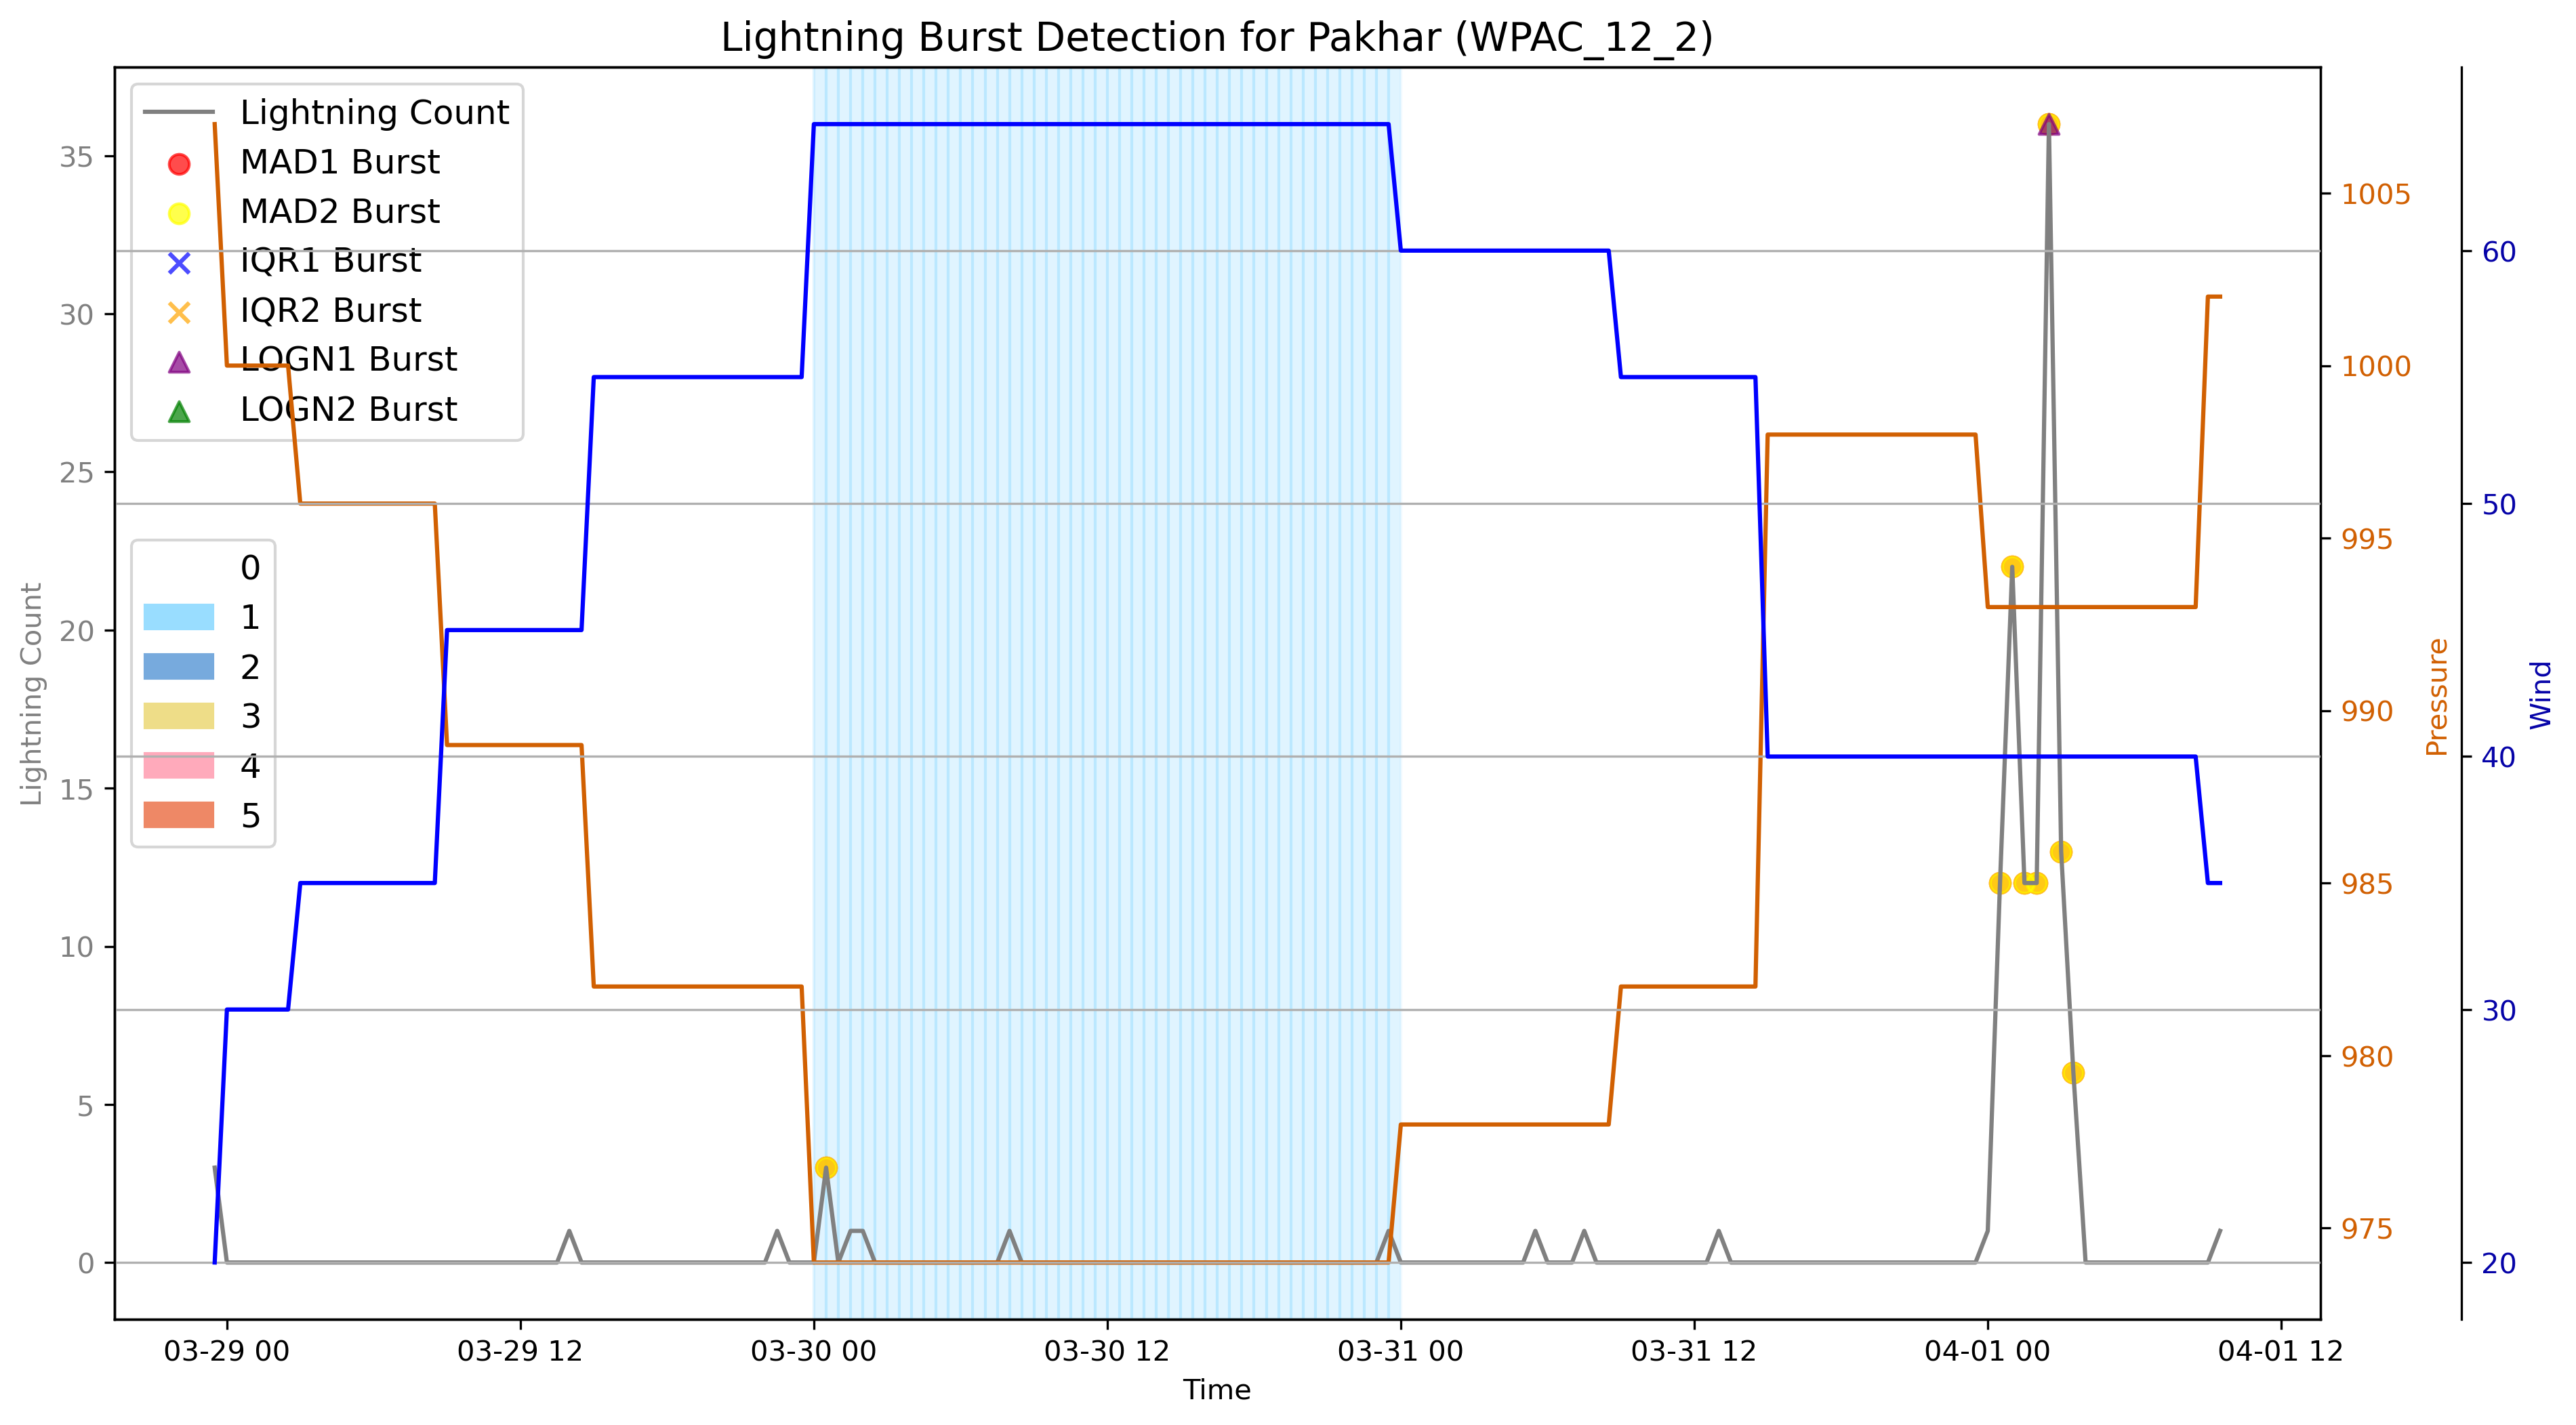 Lightning Burst Detection for Pakhar (WPAC_12_2)
Lightning Count
MAD1 Burst
MAD2 Burst
IQR1 Burst
IQR2 Burst
LOGN1 Burst
LOGN2 Burst
0
1
2
3
4
5
Lightning Count
35
30
25
20
15
10
5
0
1005
1000
995
990
985
980
975
Pressure
60
50
40
30
20
Wind
03-29 00
03-29 12
03-30 00
03-30 12
03-31 00
03-31 12
04-01 00
04-01 12
Time